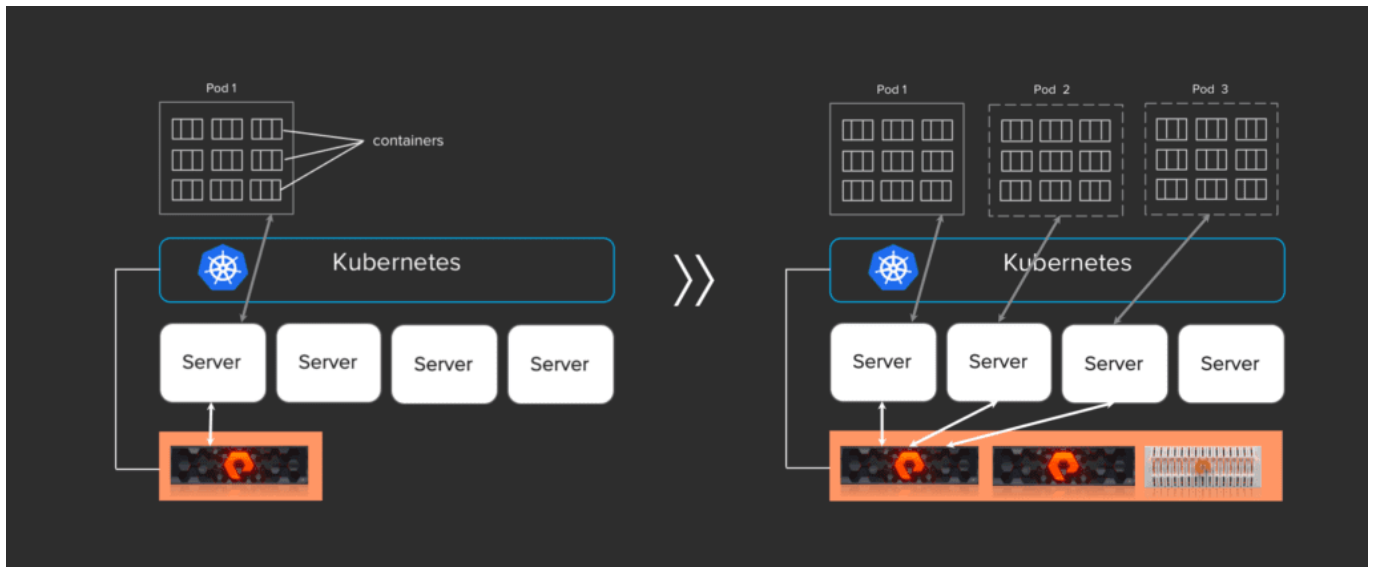 Pod 1
containers
Kubernetes
Server
Server
Server
Server
Pod 1
Pod 2
Pod 3
Kubernetes
Server
Server
Server
Server